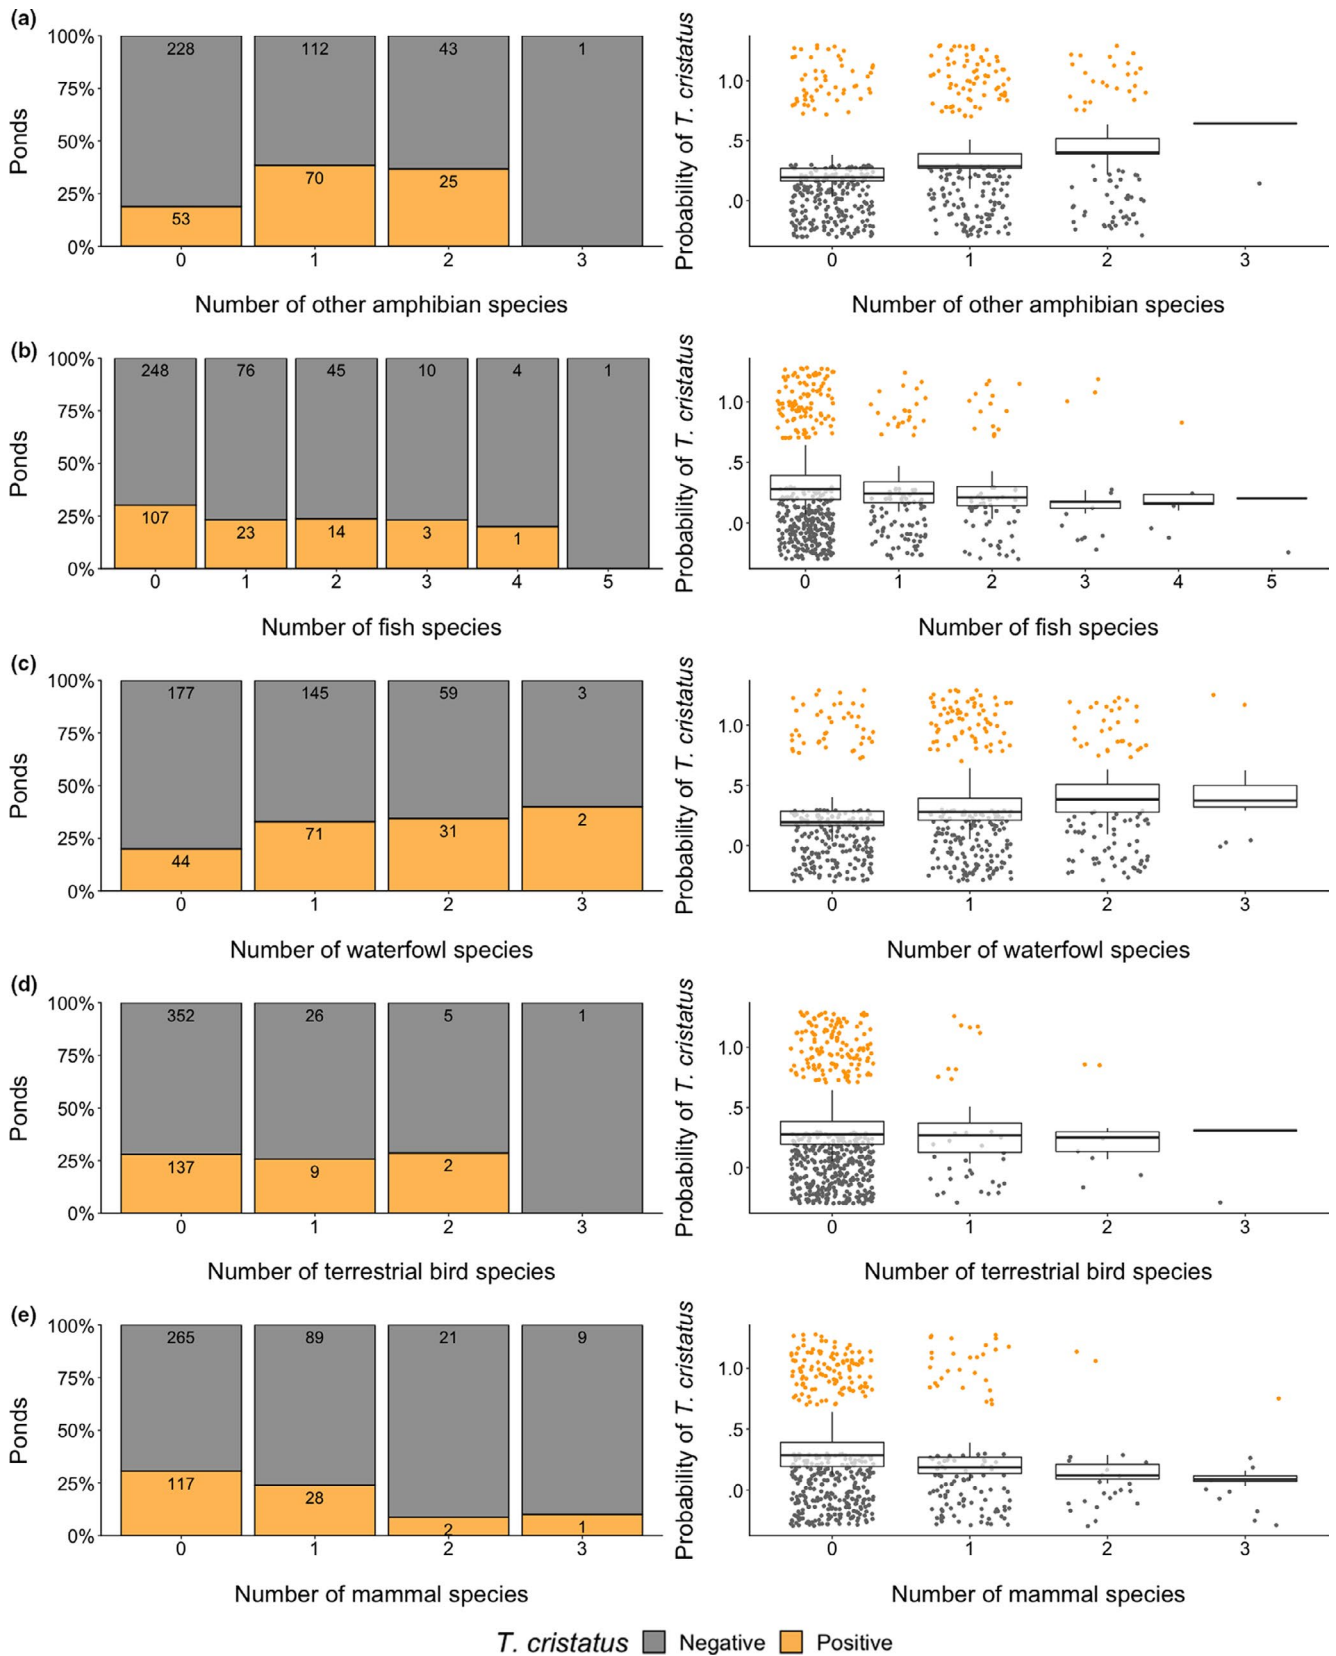 (a)
100%
75%
50%
25%
0%
Ponds
228 112 43 1
53 70 25
0 1 2 3
Number of other amphibian species
Probability of T. cristatus
1.0
.5
.0
0 1 2 3
Number of other amphibian species
(b)
100%
75%
50%
25%
0%
Ponds
248 76 45 10 4 1
107 23 14 3 1
0 1 2 3 4 5
Number of fish species
Probability of T. cristatus
1.0
.5
.0
0 1 2 3 4 5
Number of fish species
(c)
100%
75%
50%
25%
0%
Ponds
177 145 59 3
44 71 31 2
0 1 2 3
Number of waterfowl species
Probability of T. cristatus
1.0
.5
.0
0 1 2 3
Number of waterfowl species
(d)
100%
75%
50%
25%
0%
Ponds
352 26 5 1
137 9 2
0 1 2 3
Number of terrestrial bird species
Probability of T. cristatus
1.0
.5
.0
0 1 2 3
Number of terrestrial bird species
(e)
100%
75%
50%
25%
0%
Ponds
265 89 21 9
117 28 2 1
0 1 2 3
Number of mammal species
Probability of T. cristatus
1.0
.5
.0
0 1 2 3
Number of mammal species
T. cristatus Negative Positive